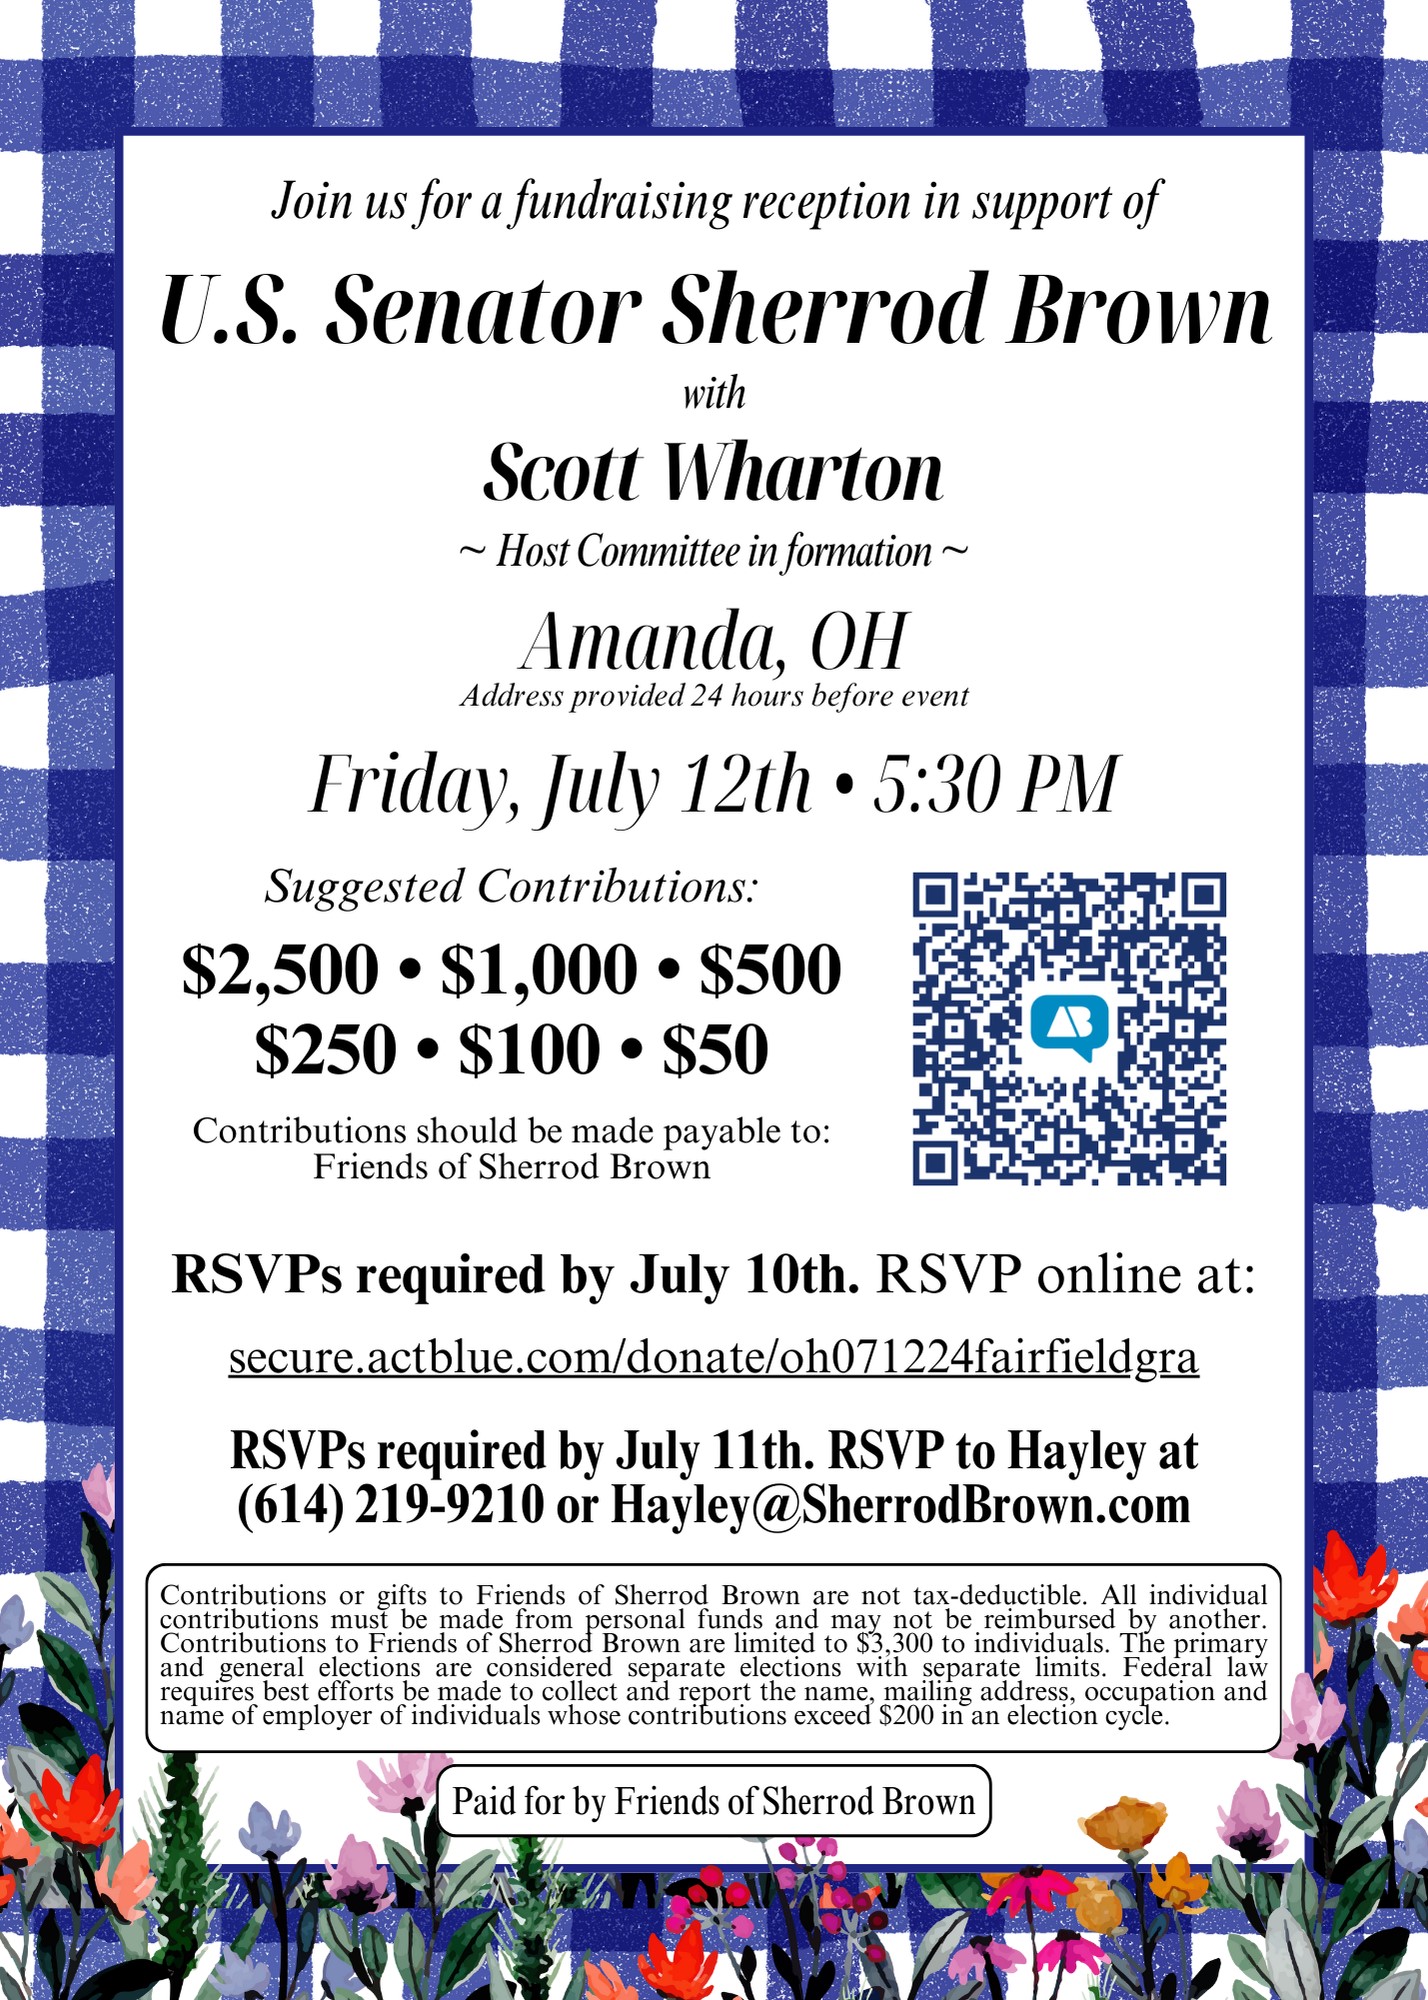 Join us for a fundraising reception in support of
U.S. Senator Sherrod Brown
with
Scott Wharton
~ Host Committee in formation ~
Amanda, OH
Address provided 24 hours before event
Friday, July 12th • 5:30 PM
Suggested Contributions:
$2,500 • $1,000 • $500
$250 • $100 • $50
Contributions should be made payable to:
Friends of Sherrod Brown
AB
RSVPs required by July 10th. RSVP online at:
secure.actblue.com/donate/oh071224fairfieldgra
RSVPs required by July 11th. RSVP to Hayley at
(614) 219-9210 or Hayley@SherrodBrown.com
Contributions or gifts to Friends of Sherrod Brown are not tax-deductible. All individual
contributions must be made from personal funds and may not be reimbursed by another.
Contributions to Friends of Sherrod Brown are limited to $3,300 to individuals. The primary
and general elections are considered separate elections with separate limits. Federal law
requires best efforts be made to collect and report the name, mailing address, occupation and
name of employer of individuals whose contributions exceed $200 in an election cycle.
Paid for by Friends of Sherrod Brown